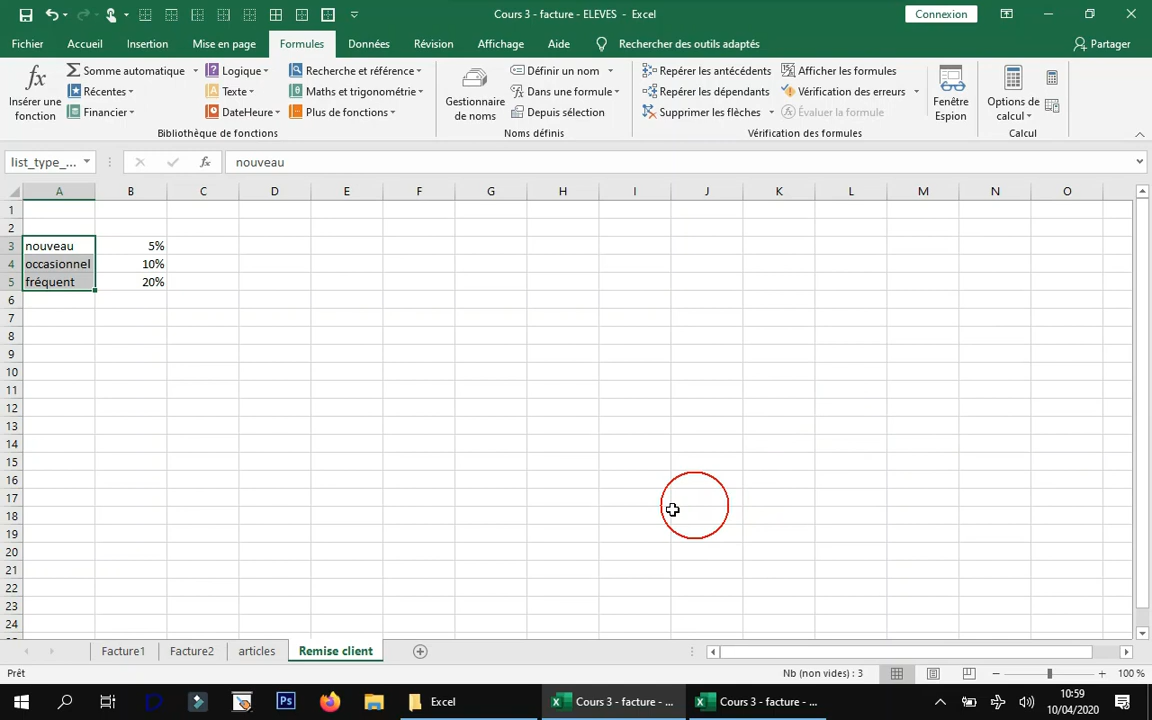 Cours 3 - facture - ELEVES - Excel
Connexion
Fichier Accueil Insertion Mise en page Formules Données Révision Affichage Aide Rechercher des outils adaptés Partager
Insérer une fonction
Somme automatique
Récentes
Financier
Logique
Texte
DateHeure
Recherche et référence
Maths et trigonométrie
Plus de fonctions
Bibliothèque de fonctions
Gestionnaire de noms
Définir un nom
Dans une formule
Depuis sélection
Noms définis
Repérer les antécédents
Repérer les dépendants
Supprimer les flèches
Afficher les formules
Vérification des erreurs
Évaluer la formule
Vérification des formules
Fenêtre Espion
Options de calcul
Calcul
list_type_... fx nouveau
A B C D E F G H I J K L M N O
1
2
3 nouveau 5%
4 occasionnel 10%
5 fréquent 20%
6
7
8
9
10
11
12
13
14
15
16
17
18
19
20
21
22
23
24
Facture1 Facture2 articles Remise client
Prêt Nb (non vides) : 3 100 %
Excel Cours 3 - facture - ... Cours 3 - facture - ... 10:59
10/04/2020